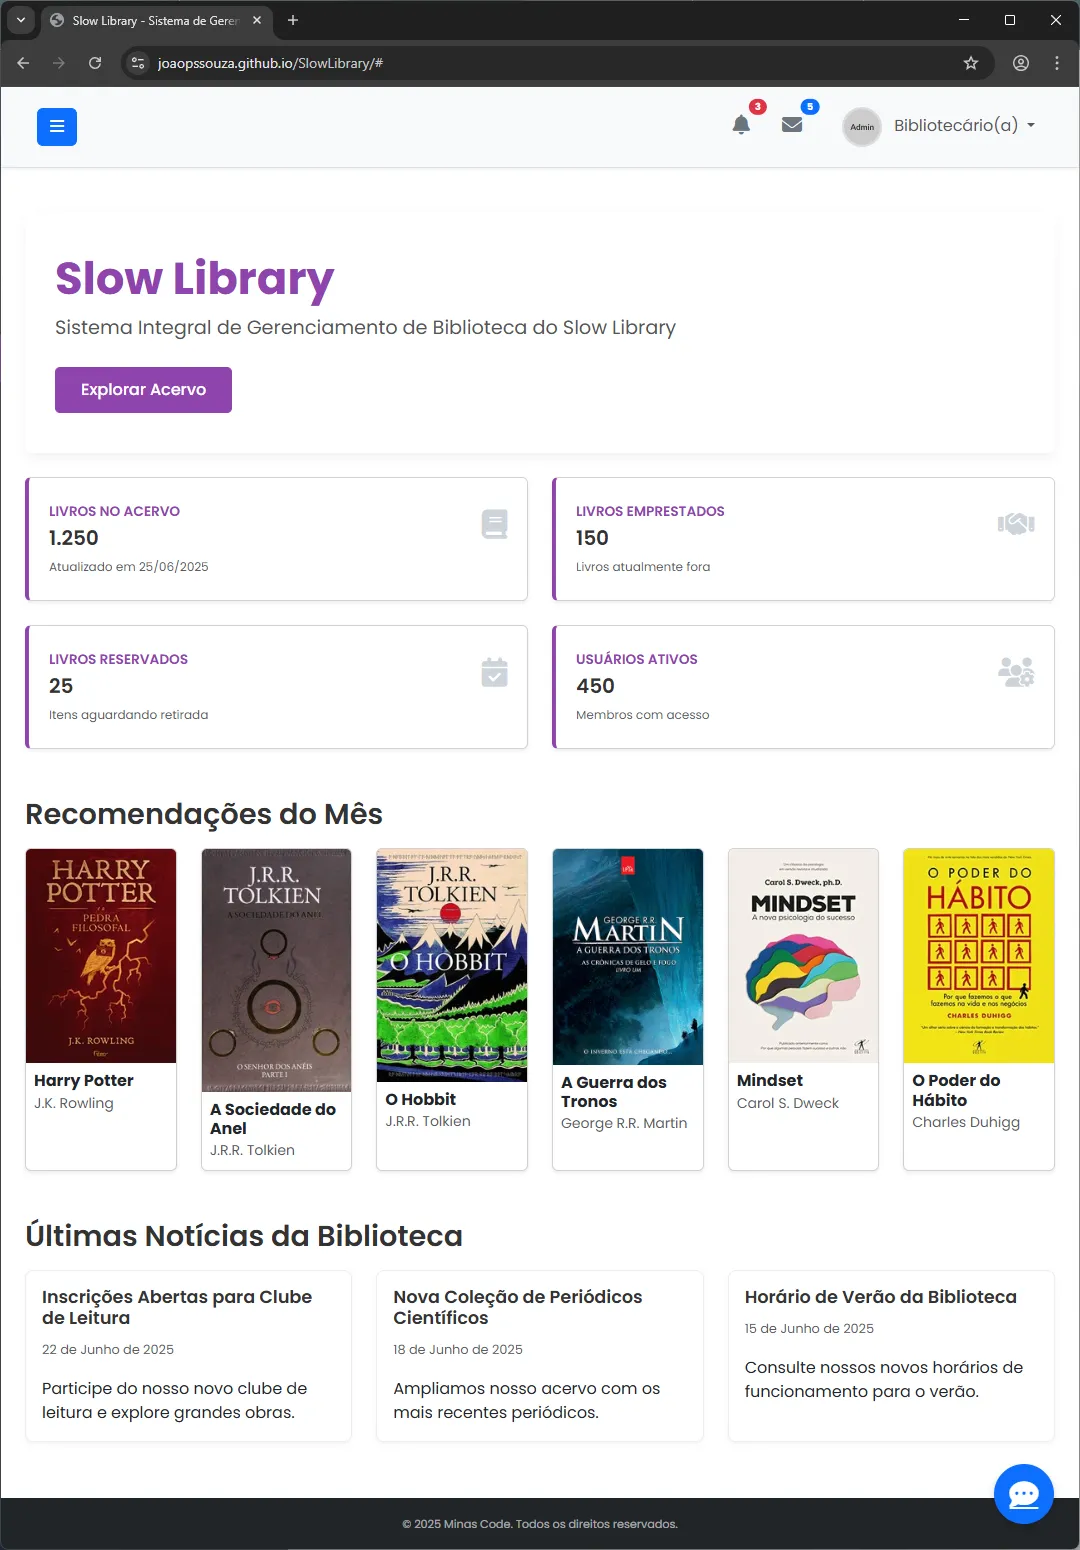 Slow Library - Sistema de Geren
joaopssouza.github.io/SlowLibrary/#
3
5
Admin
Bibliotecário(a)
Slow Library
Sistema Integral de Gerenciamento de Biblioteca do Slow Library
Explorar Acervo
LIVROS NO ACERVO
1.250
Atualizado em 25/06/2025
LIVROS EMPRESTADOS
150
Livros atualmente fora
LIVROS RESERVADOS
25
Itens aguardando retirada
USUÁRIOS ATIVOS
450
Membros com acesso
Recomendações do Mês
HARRY
POTTER
E A
PEDRA
FILOSOFAL
J.K. ROWLING
Harry Potter
J.K. Rowling
J.R.R.
TOLKIEN
A SOCIEDADE DO ANEL
O SENHOR DOS ANÉIS
PARTE I
A Sociedade do
Anel
J.R.R. Tolkien
J.R.R.
TOLKIEN
O HOBBIT
O Hobbit
J.R.R. Tolkien
GEORGE R.R.
MARTIN
A GUERRA DOS TRONOS
AS CRÔNICAS DE GELO E FOGO
LIVRO UM
O INVERNO ESTÁ CHEGANDO...
A Guerra dos
Tronos
George R.R. Martin
Carol S. Dweck, ph.D.
MINDSET
A nova psicologia do sucesso
Mindset
Carol S. Dweck
O PODER DO
HÁBITO
Por que fazemos o que
fazemos na vida e nos negócios
CHARLES DUHIGG
O Poder do
Hábito
Charles Duhigg
Últimas Notícias da Biblioteca
Inscrições Abertas para Clube
de Leitura
22 de Junho de 2025
Participe do nosso novo clube de
leitura e explore grandes obras.
Nova Coleção de Periódicos
Científicos
18 de Junho de 2025
Ampliamos nosso acervo com os
mais recentes periódicos.
Horário de Verão da Biblioteca
15 de Junho de 2025
Consulte nossos novos horários de
funcionamento para o verão.
© 2025 Minas Code. Todos os direitos reservados.